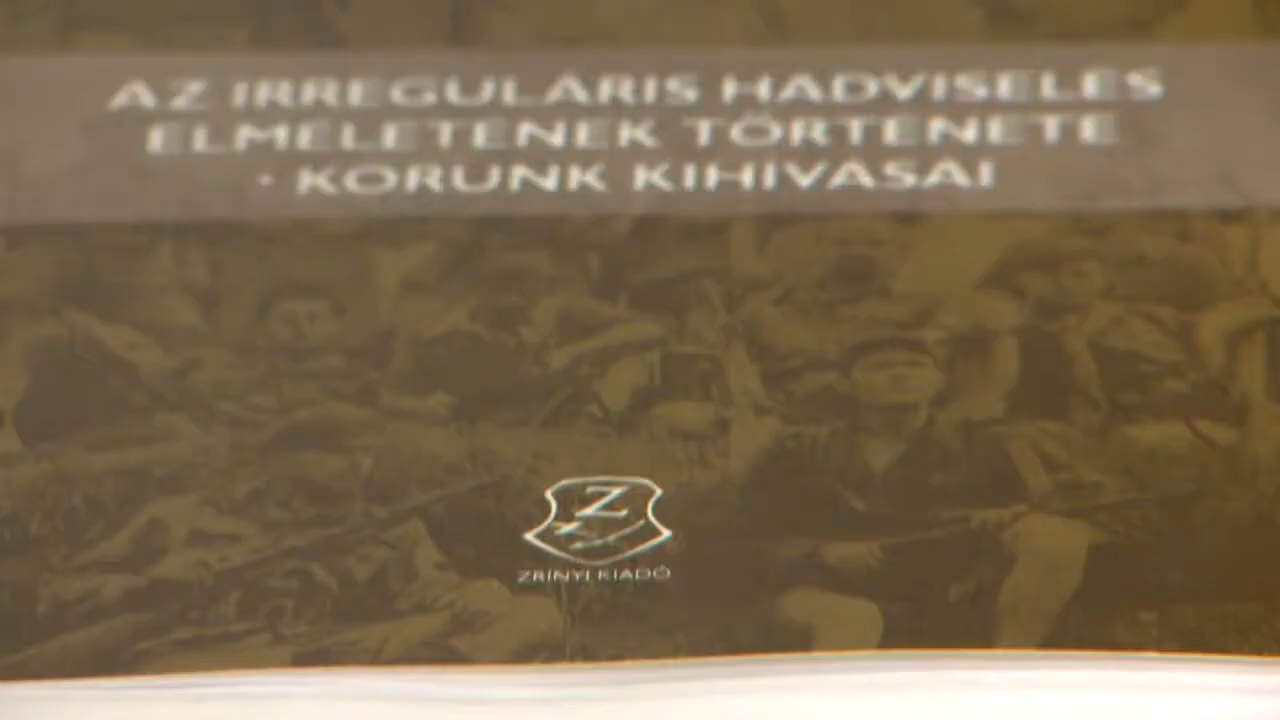 AZ IRREGULÁRIS HADVISELÉS
ELMÉLETÉNEK TÖRTÉNETE
• KORUNK KIHÍVÁSAI
Z
ZRÍNYI KIADÓ